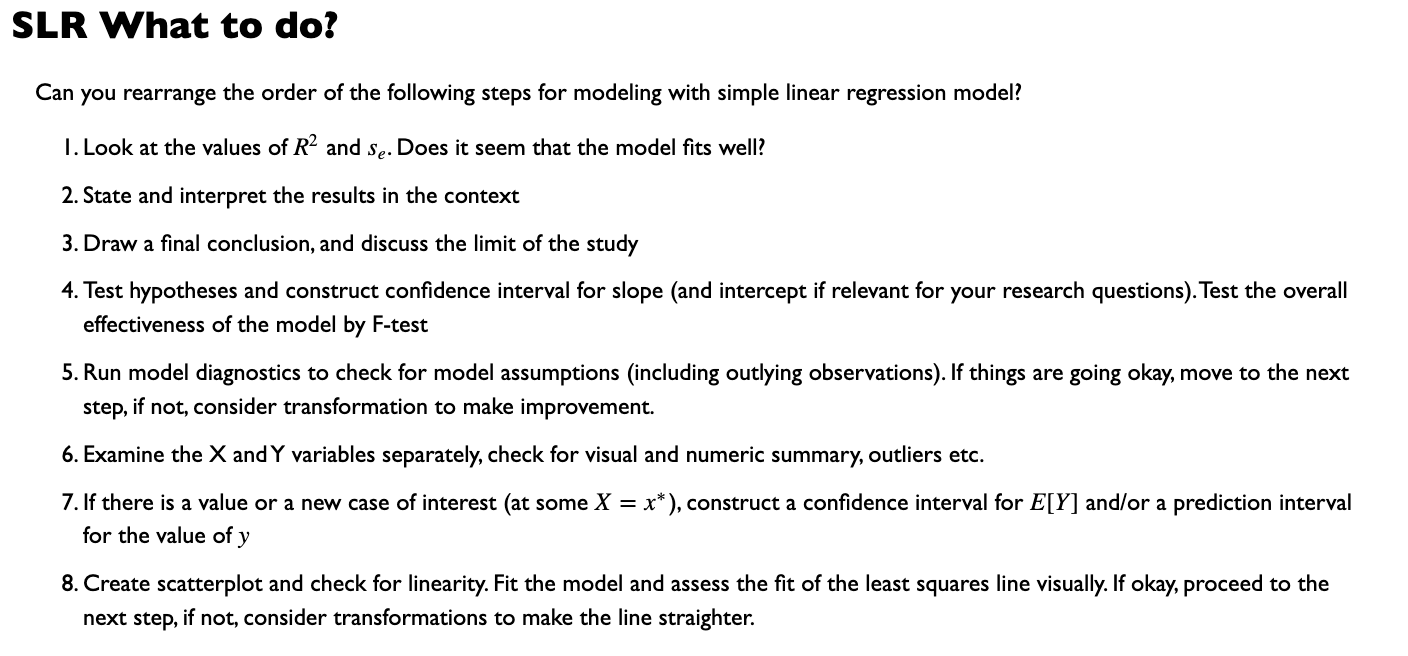 SLR What to do?
Can you rearrange the order of the following steps for modeling with simple linear regression model?
1. Look at the values of R² and sₑ. Does it seem that the model fits well?
2. State and interpret the results in the context
3. Draw a final conclusion, and discuss the limit of the study
4. Test hypotheses and construct confidence interval for slope (and intercept if relevant for your research questions). Test the overall
effectiveness of the model by F-test
5. Run model diagnostics to check for model assumptions (including outlying observations). If things are going okay, move to the next
step, if not, consider transformation to make improvement.
6. Examine the X and Y variables separately, check for visual and numeric summary, outliers etc.
7. If there is a value or a new case of interest (at some X = x*), construct a confidence interval for E[Y] and/or a prediction interval
for the value of y
8. Create scatterplot and check for linearity. Fit the model and assess the fit of the least squares line visually. If okay, proceed to the
next step, if not, consider transformations to make the line straighter.